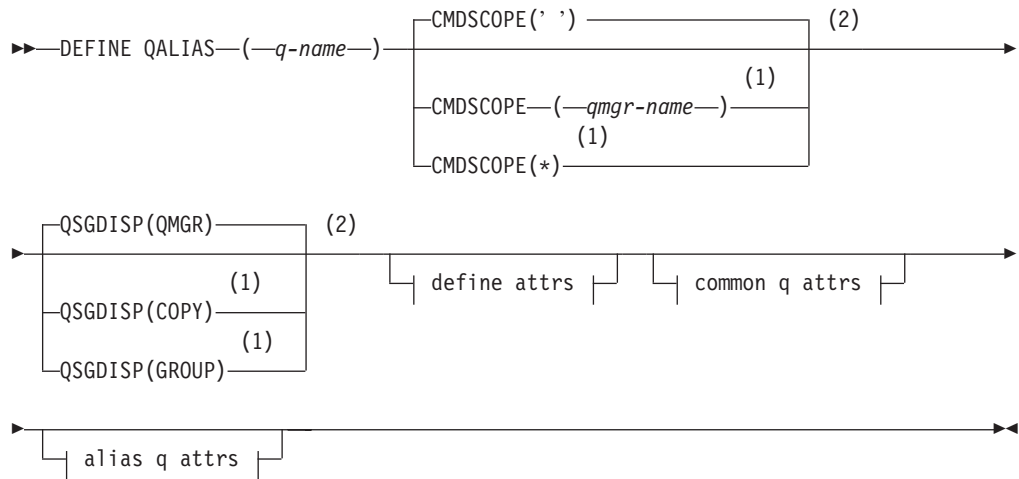 CMDSCOPE(’ ’) (2)
DEFINE QALIAS ( q-name )
(1)
CMDSCOPE ( qmgr-name )
(1)
CMDSCOPE(*)
QSGDISP(QMGR) (2)
define attrs common q attrs
(1)
QSGDISP(COPY)
(1)
QSGDISP(GROUP)
alias q attrs